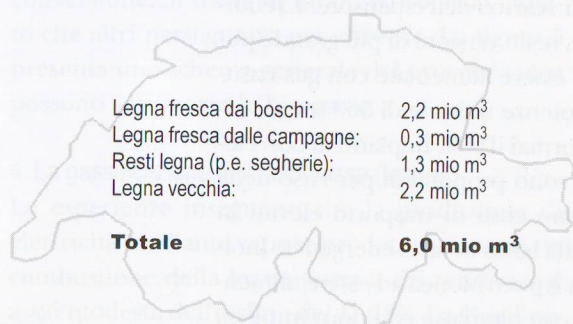 Legna fresca dai boschi: 2,2 mio m³
Legna fresca dalle campagne: 0,3 mio m³
Resti legna (p.e. segherie): 1,3 mio m³
Legna vecchia: 2,2 mio m³
Totale 6,0 mio m³